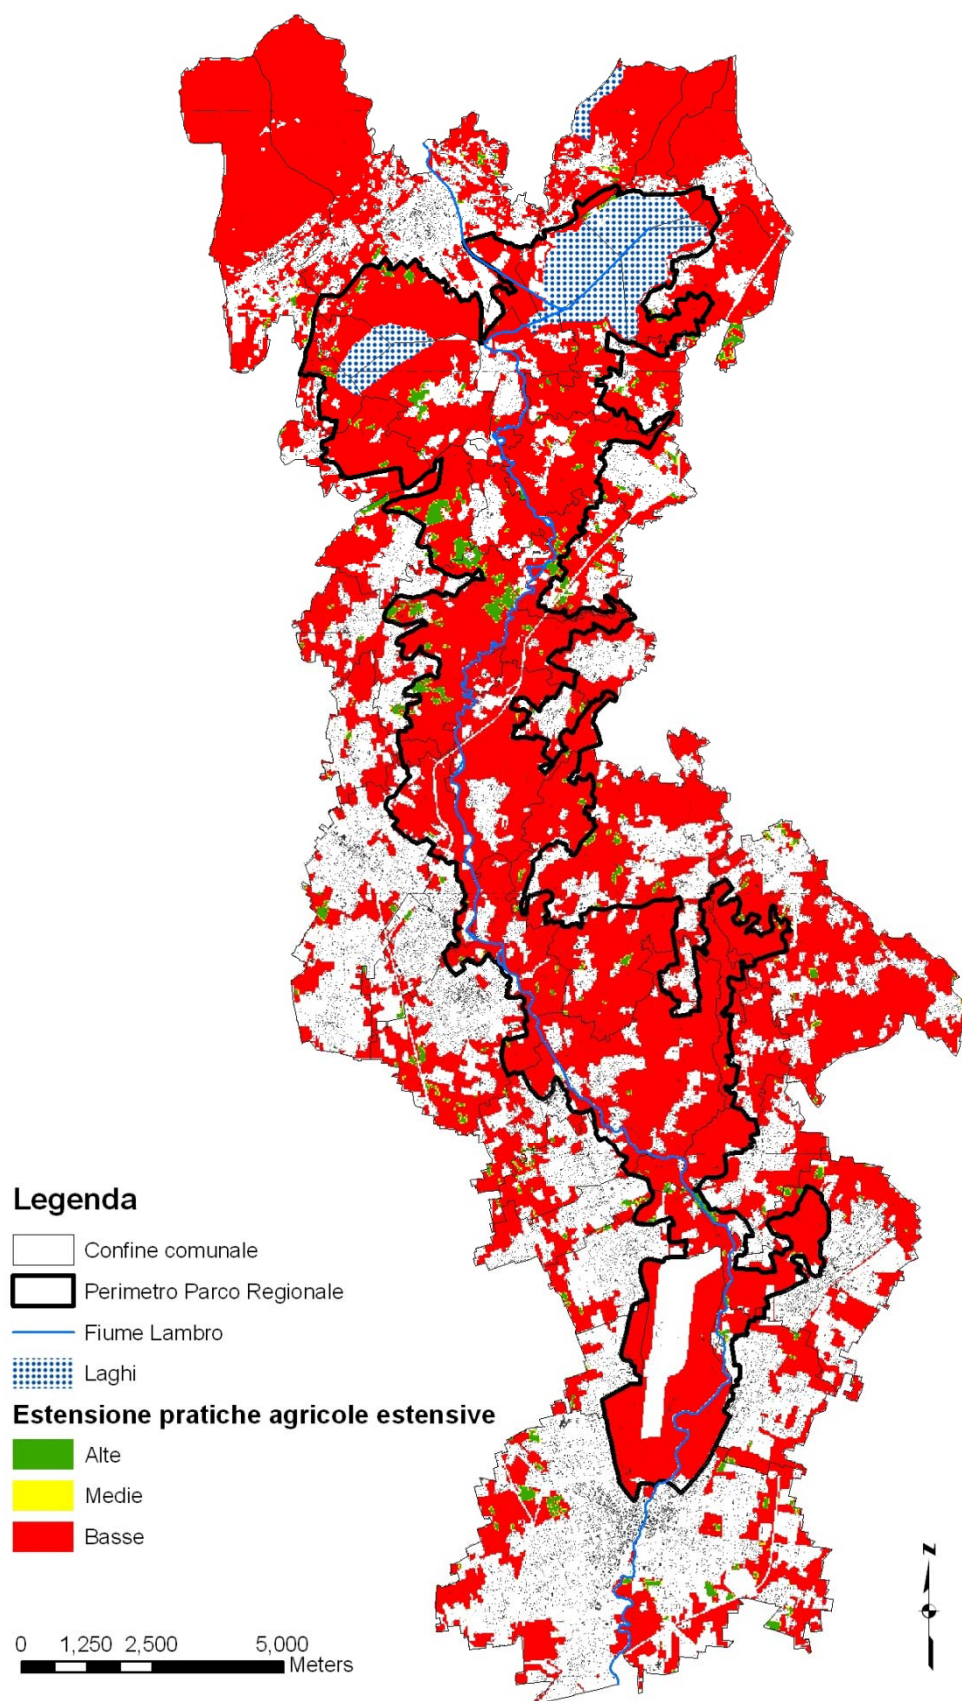 Legenda
Confine comunale
Perimetro Parco Regionale
Fiume Lambro
Laghi
Estensione pratiche agricole estensive
Alte
Medie
Basse
0 1,250 2,500 5,000
Meters
N